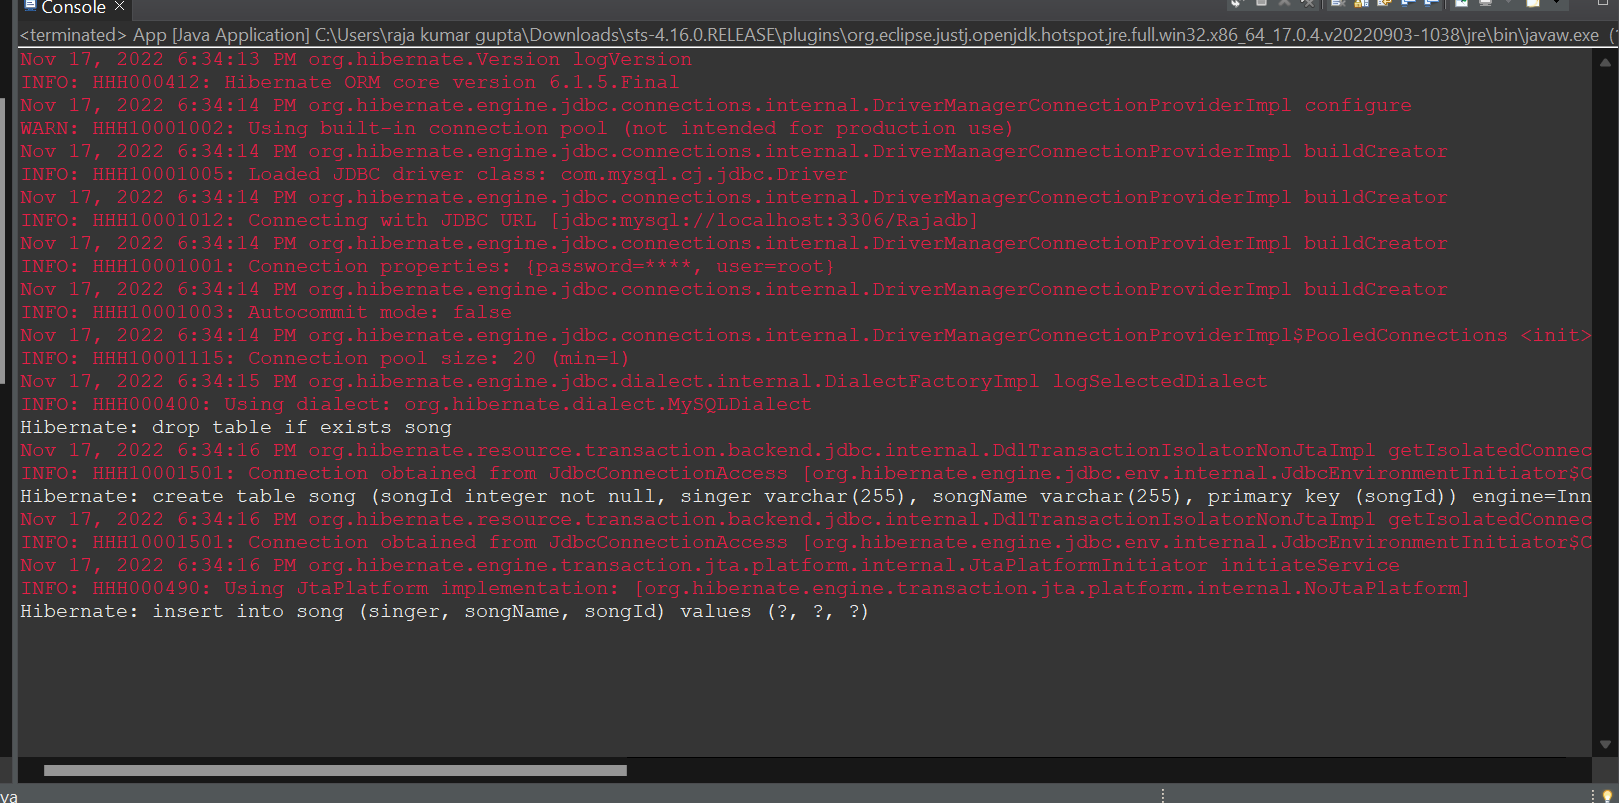 Console
<terminated> App [Java Application] C:\Users\raja kumar gupta\Downloads\sts-4.16.0.RELEASE\plugins\org.eclipse.justj.openjdk.hotspot.jre.full.win32.x86_64_17.0.4.v20220903-1038\jre\bin\javaw.exe
Nov 17, 2022 6:34:13 PM org.hibernate.Version logVersion
INFO: HHH000412: Hibernate ORM core version 6.1.5.Final
Nov 17, 2022 6:34:14 PM org.hibernate.engine.jdbc.connections.internal.DriverManagerConnectionProviderImpl configure
WARN: HHH10001002: Using built-in connection pool (not intended for production use)
Nov 17, 2022 6:34:14 PM org.hibernate.engine.jdbc.connections.internal.DriverManagerConnectionProviderImpl buildCreator
INFO: HHH10001005: Loaded JDBC driver class: com.mysql.cj.jdbc.Driver
Nov 17, 2022 6:34:14 PM org.hibernate.engine.jdbc.connections.internal.DriverManagerConnectionProviderImpl buildCreator
INFO: HHH10001012: Connecting with JDBC URL [jdbc:mysql://localhost:3306/Rajadb]
Nov 17, 2022 6:34:14 PM org.hibernate.engine.jdbc.connections.internal.DriverManagerConnectionProviderImpl buildCreator
INFO: HHH10001001: Connection properties: {password=****, user=root}
Nov 17, 2022 6:34:14 PM org.hibernate.engine.jdbc.connections.internal.DriverManagerConnectionProviderImpl buildCreator
INFO: HHH10001003: Autocommit mode: false
Nov 17, 2022 6:34:14 PM org.hibernate.engine.jdbc.connections.internal.DriverManagerConnectionProviderImpl$PooledConnections <init>
INFO: HHH10001115: Connection pool size: 20 (min=1)
Nov 17, 2022 6:34:15 PM org.hibernate.engine.jdbc.dialect.internal.DialectFactoryImpl logSelectedDialect
INFO: HHH000400: Using dialect: org.hibernate.dialect.MySQLDialect
Hibernate: drop table if exists song
Nov 17, 2022 6:34:16 PM org.hibernate.resource.transaction.backend.jdbc.internal.DdlTransactionIsolatorNonJtaImpl getIsolatedConnec
INFO: HHH10001501: Connection obtained from JdbcConnectionAccess [org.hibernate.engine.jdbc.env.internal.JdbcEnvironmentInitiator$C
Hibernate: create table song (songId integer not null, singer varchar(255), songName varchar(255), primary key (songId)) engine=Inn
Nov 17, 2022 6:34:16 PM org.hibernate.resource.transaction.backend.jdbc.internal.DdlTransactionIsolatorNonJtaImpl getIsolatedConnec
INFO: HHH10001501: Connection obtained from JdbcConnectionAccess [org.hibernate.engine.jdbc.env.internal.JdbcEnvironmentInitiator$C
Nov 17, 2022 6:34:16 PM org.hibernate.engine.transaction.jta.platform.internal.JtaPlatformInitiator initiateService
INFO: HHH000490: Using JtaPlatform implementation: [org.hibernate.engine.transaction.jta.platform.internal.NoJtaPlatform]
Hibernate: insert into song (singer, songName, songId) values (?, ?, ?)
va